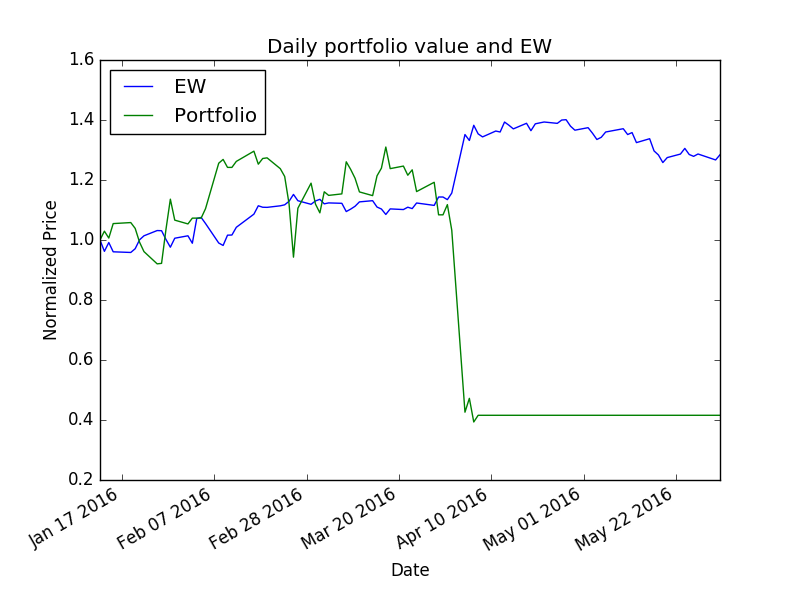 Daily portfolio value and EW
1.6
1.4
1.2
1.0
0.8
0.6
0.4
0.2
Normalized Price
EW
Portfolio
Jan 17 2016
Feb 07 2016
Feb 28 2016
Mar 20 2016
Apr 10 2016
May 01 2016
May 22 2016
Date